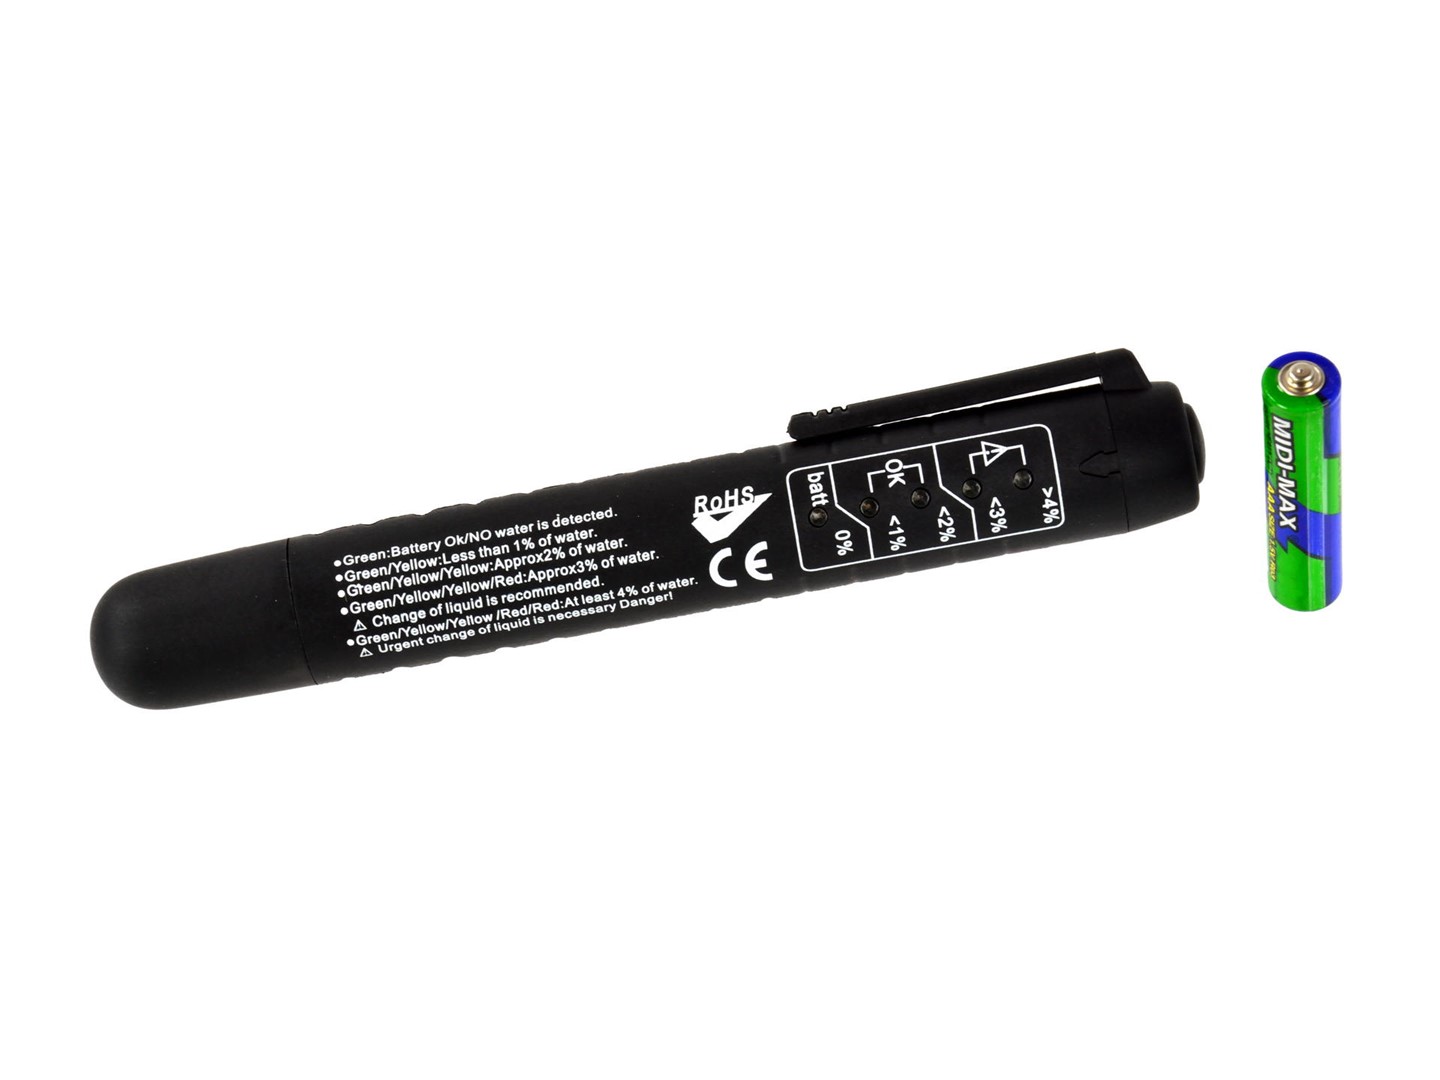 •Green:Battery Ok/NO water is detected.
•Green/Yellow:Less than 1% of water.
•Green/Yellow/Yellow:Approx2% of water.
•Green/Yellow/Yellow/Red:Approx3% of water.
⚠ Change of liquid is recommended.
•Green/Yellow/Yellow /Red/Red:At least 4% of water.
⚠ Urgent change of liquid is necessary Danger!
RoHS
CE
batt
OK
0%
<1%
<2%
<3%
>4%
MIDI-MAX